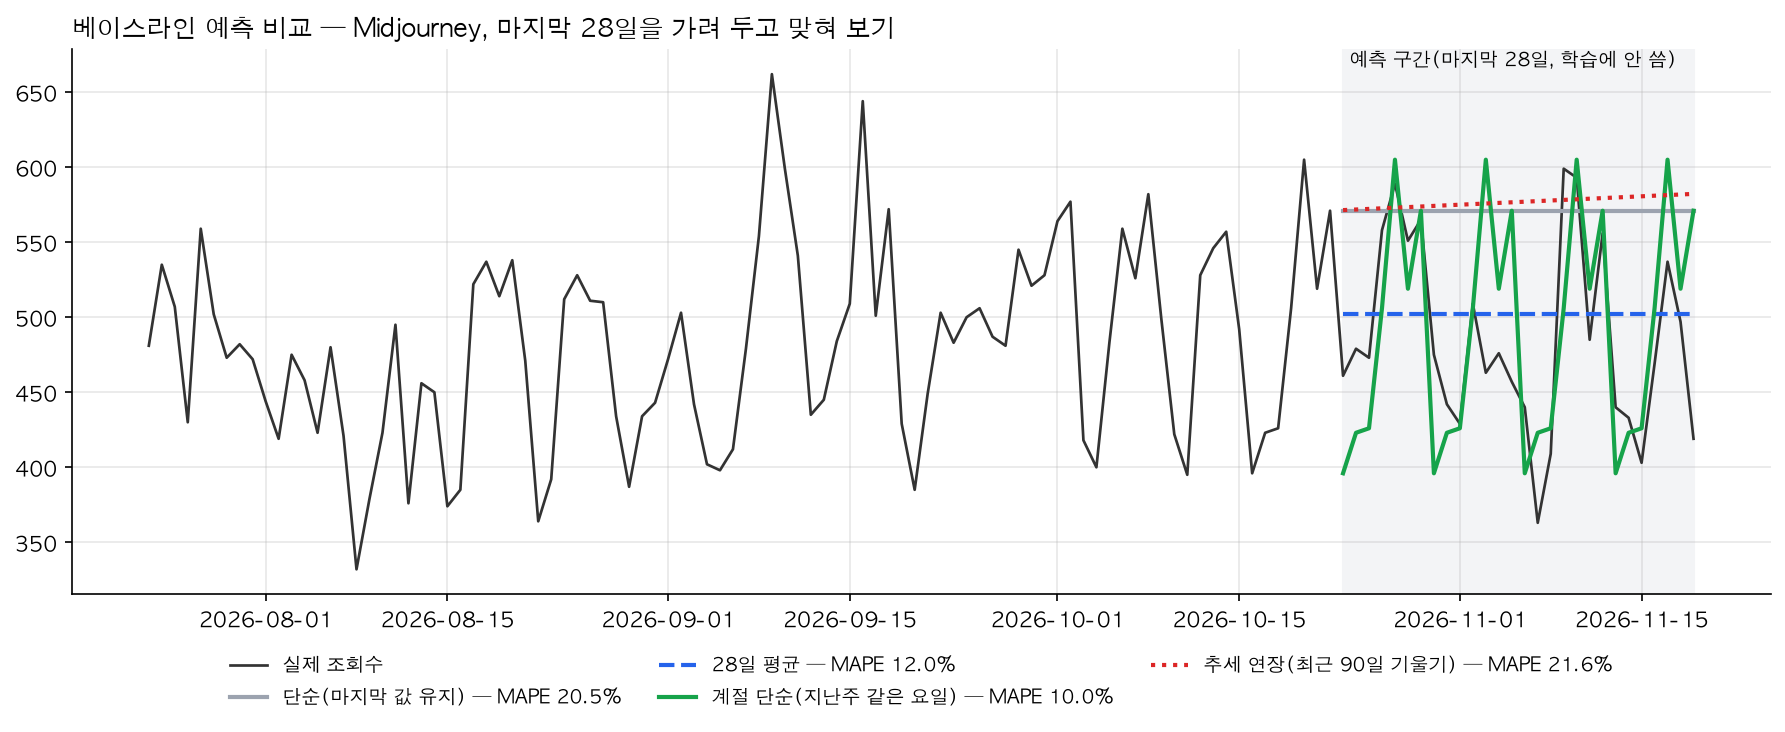 베이스라인 예측 비교 — Midjourney, 마지막 28일을 가려 두고 맞혀 보기
예측 구간(마지막 28일, 학습에 안 씀)
650
600
550
500
450
400
350
2026-08-01
2026-08-15
2026-09-01
2026-09-15
2026-10-01
2026-10-15
2026-11-01
2026-11-15
실제 조회수
28일 평균 — MAPE 12.0%
추세 연장(최근 90일 기울기) — MAPE 21.6%
단순(마지막 값 유지) — MAPE 20.5%
계절 단순(지난주 같은 요일) — MAPE 10.0%